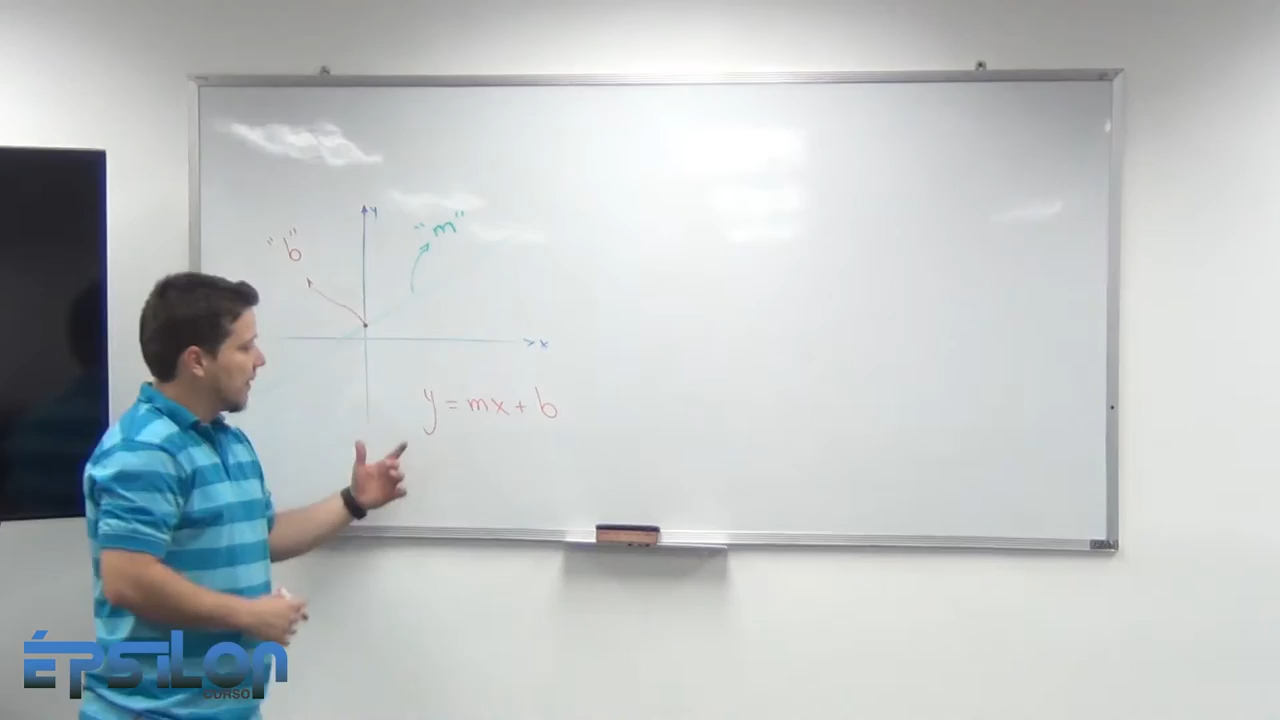 y
"m"
"b"
x
y = mx + b
ÉPSILON
CURSO